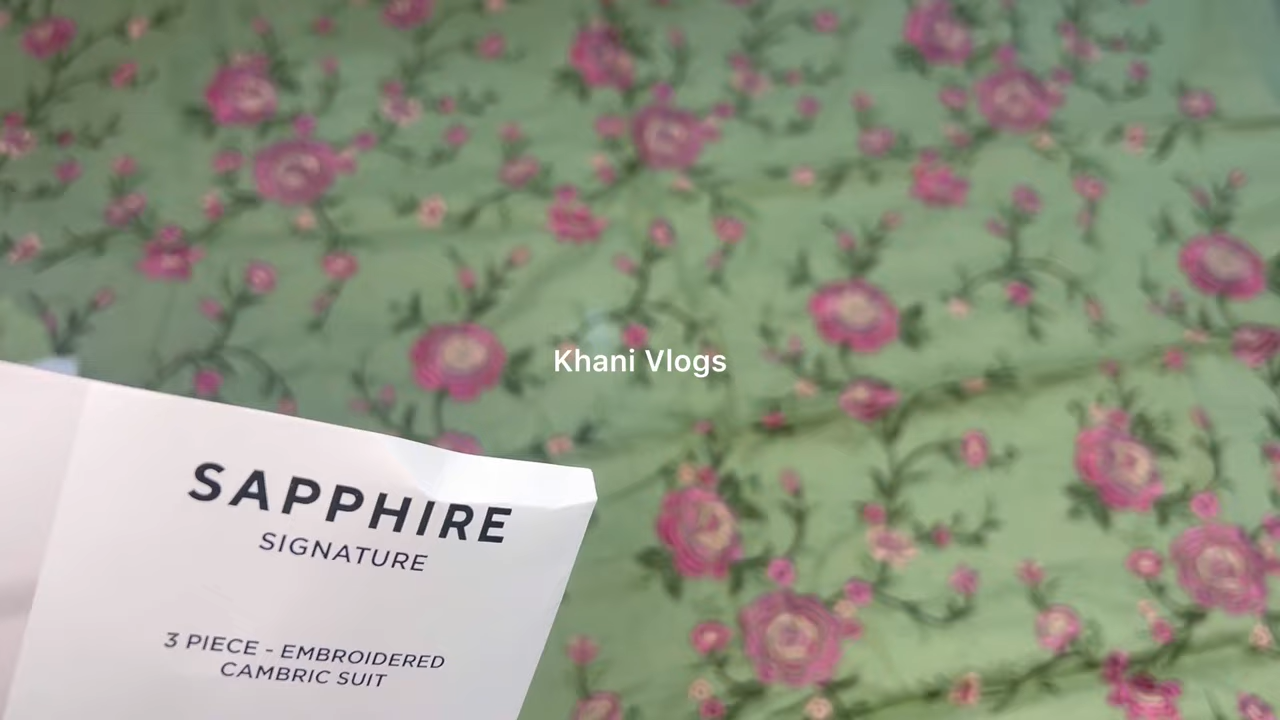 Khani Vlogs
SAPPHIRE
SIGNATURE
3 PIECE - EMBROIDERED
CAMBRIC SUIT